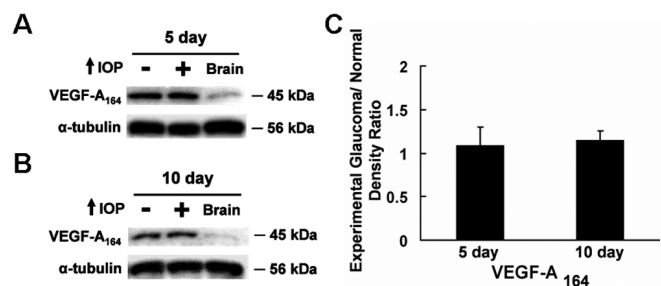 A
5 day
↑ IOP - + Brain
VEGF-A164 — 45 kDa
α-tubulin — 56 kDa
B
10 day
↑ IOP - + Brain
VEGF-A164 — 45 kDa
α-tubulin — 56 kDa
C
Experimental Glaucoma/ Normal
Density Ratio
2
1.5
1
0.5
0
5 day 10 day
VEGF-A 164